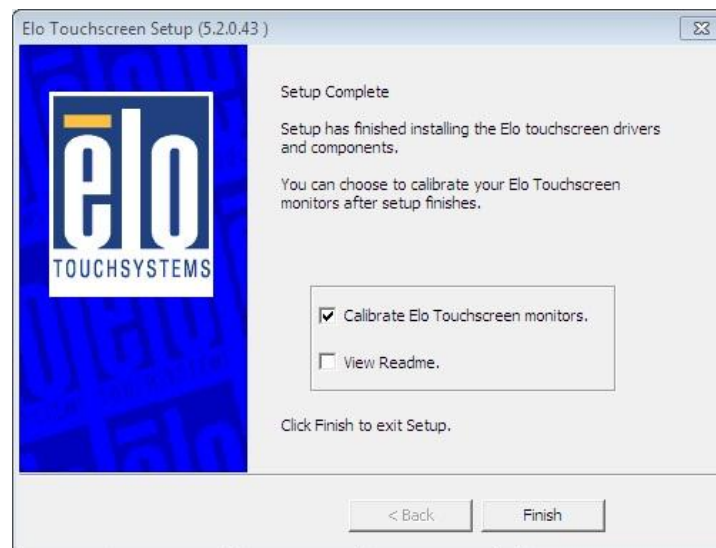 Elo Touchscreen Setup (5.2.0.43 )
ēlo
TOUCHSYSTEMS
Setup Complete
Setup has finished installing the Elo touchscreen drivers
and components.
You can choose to calibrate your Elo Touchscreen
monitors after setup finishes.
Calibrate Elo Touchscreen monitors.
View Readme.
Click Finish to exit Setup.
< Back
Finish